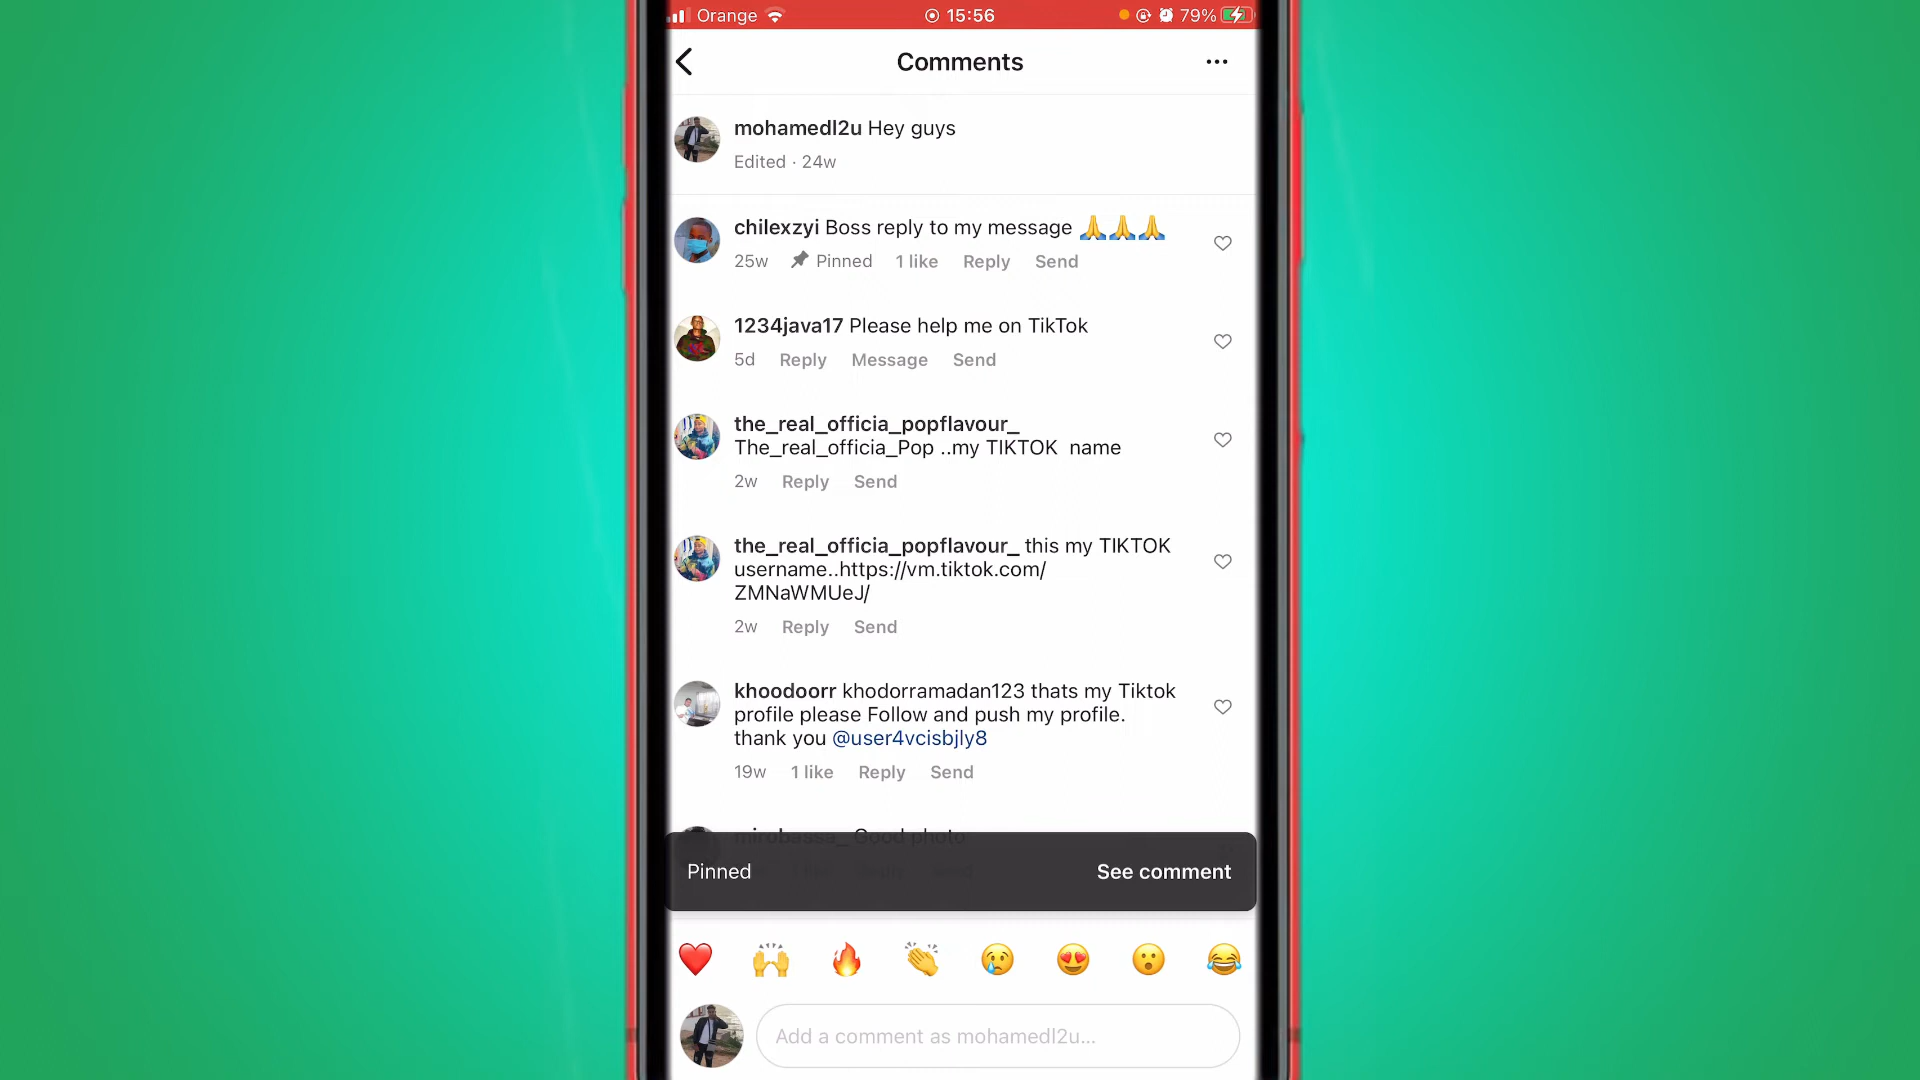 Orange 15:56 79%
Comments
mohamedl2u Hey guys
Edited · 24w
chilexzyi Boss reply to my message 🙏🙏🙏
25w Pinned 1 like Reply Send
1234java17 Please help me on TikTok
5d Reply Message Send
the_real_officia_popflavour_
The_real_officia_Pop ..my TIKTOK name
2w Reply Send
the_real_officia_popflavour_ this my TIKTOK
username..https://vm.tiktok.com/
ZMNaWMUeJ/
2w Reply Send
khoodoorr khodorramadan123 thats my Tiktok
profile please Follow and push my profile.
thank you @user4vcisbjly8
19w 1 like Reply Send
mirobassa_ Good photo
Pinned See comment
Add a comment as mohamedl2u...